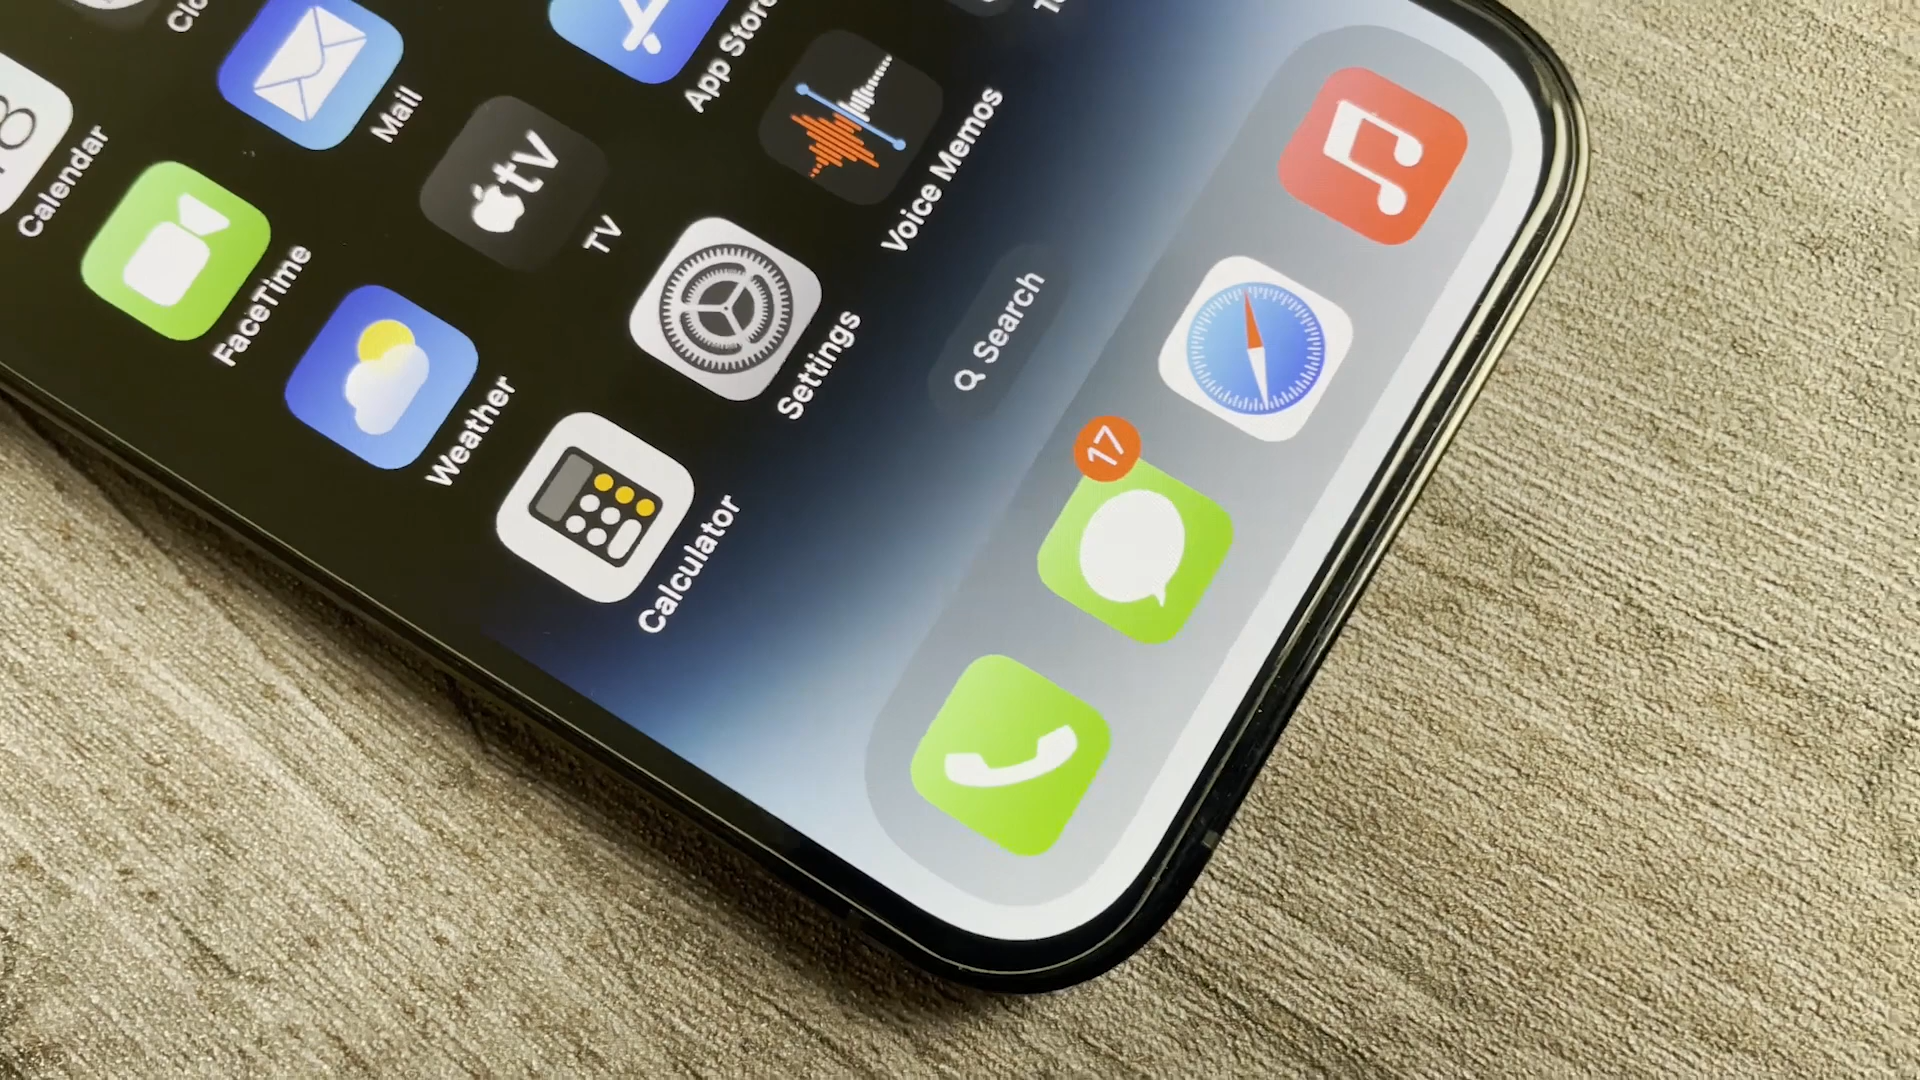 Mail
App Store
Calendar
FaceTime
tv
TV
Voice Memos
Weather
Settings
Calculator
Search
17